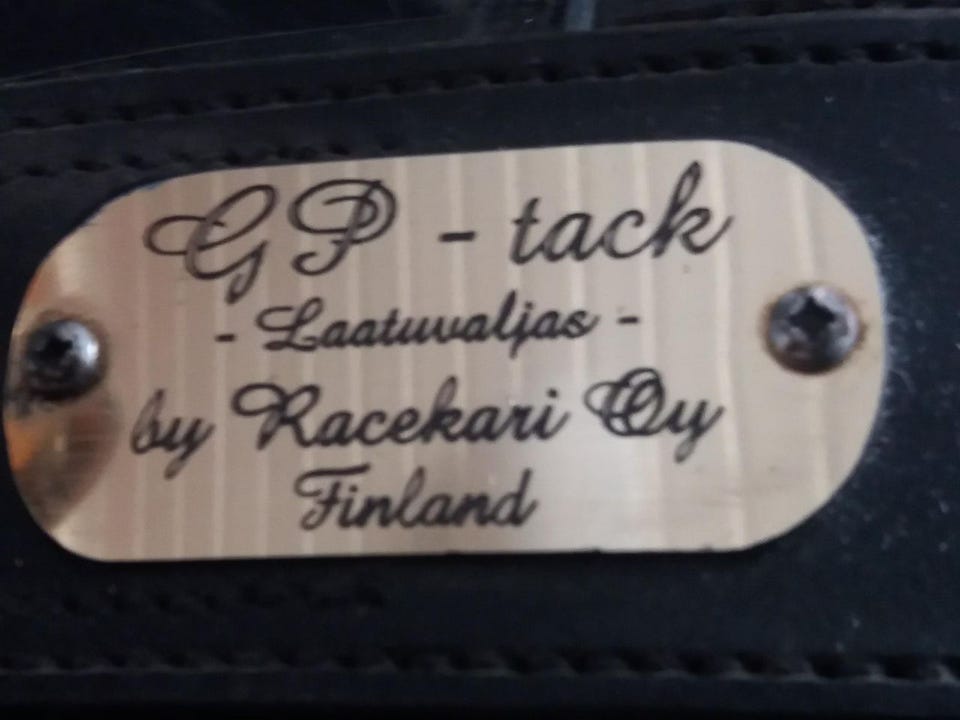 GP - tack
- Laatuvaljas -
by Racekari Oy
Finland